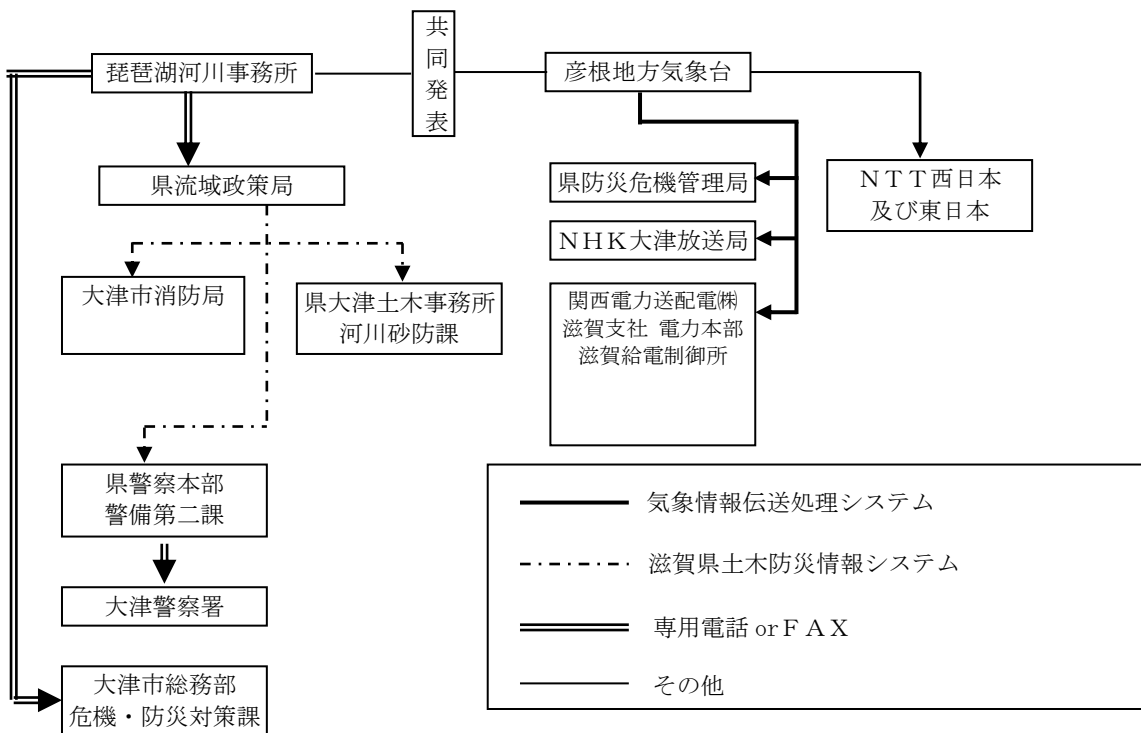 共同発表
琵琶湖河川事務所
彦根地方気象台
県流域政策局
県防災危機管理局
ＮＴＴ西日本
及び東日本
ＮＨＫ大津放送局
大津市消防局
県大津土木事務所
河川砂防課
関西電力送配電㈱
滋賀支社 電力本部
滋賀給電制御所
県警察本部
警備第二課
大津警察署
大津市総務部
危機・防災対策課
気象情報伝送処理システム
滋賀県土木防災情報システム
専用電話 or ＦＡＸ
その他